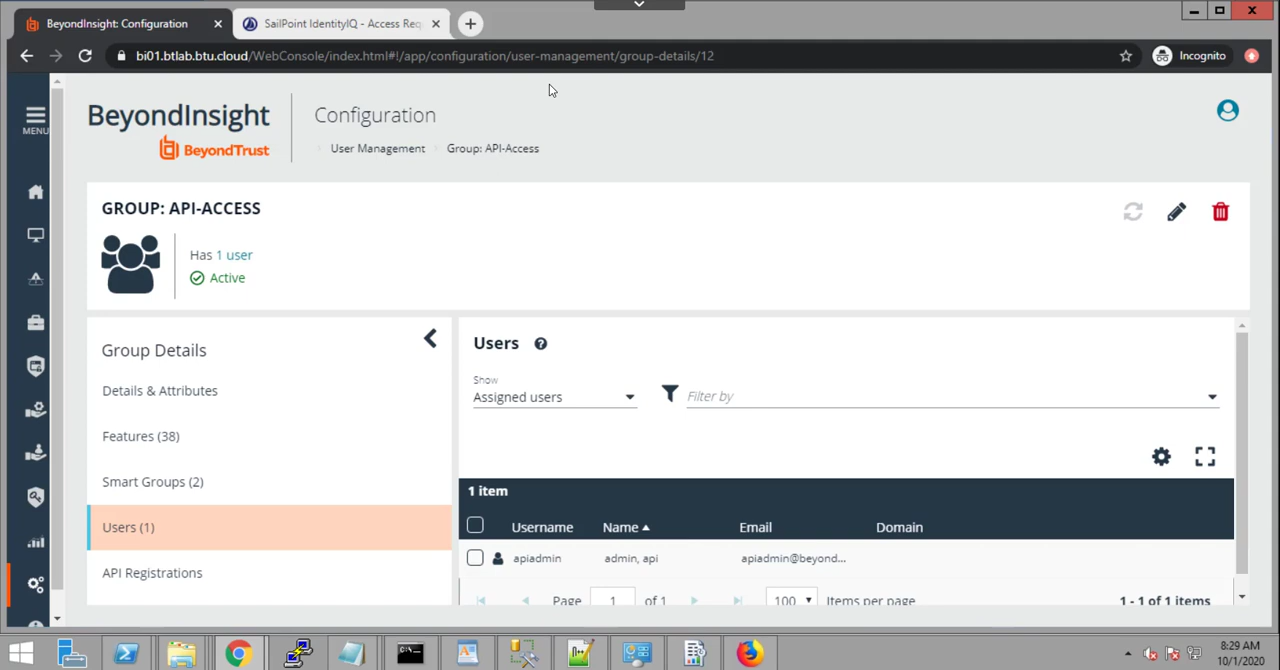 BeyondInsight: Configuration
SailPoint IdentityIQ - Access Req
bi01.btlab.btu.cloud/WebConsole/index.html#!/app/configuration/user-management/group-details/12
Incognito
MENU
BeyondInsight
BeyondTrust
Configuration
User Management
Group: API-Access
GROUP: API-ACCESS
Has 1 user
Active
Group Details
Details & Attributes
Features (38)
Smart Groups (2)
Users (1)
API Registrations
Users
Show
Assigned users
Filter by
1 item
Username Name Email Domain
apiadmin admin, api apiadmin@beyond...
Page 1 of 1 100 Items per page 1 - 1 of 1 items
8:29 AM
10/1/2020